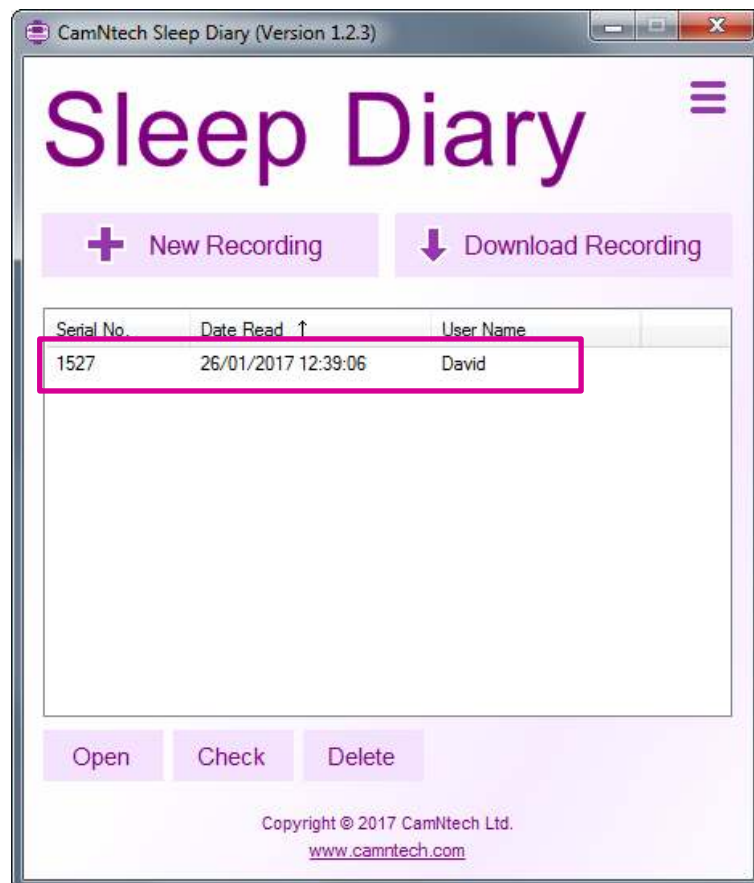 CamNtech Sleep Diary (Version 1.2.3)
Sleep Diary
New Recording Download Recording
Serial No. Date Read ↑ User Name
1527 26/01/2017 12:39:06 David
Open Check Delete
Copyright © 2017 CamNtech Ltd.
www.camntech.com